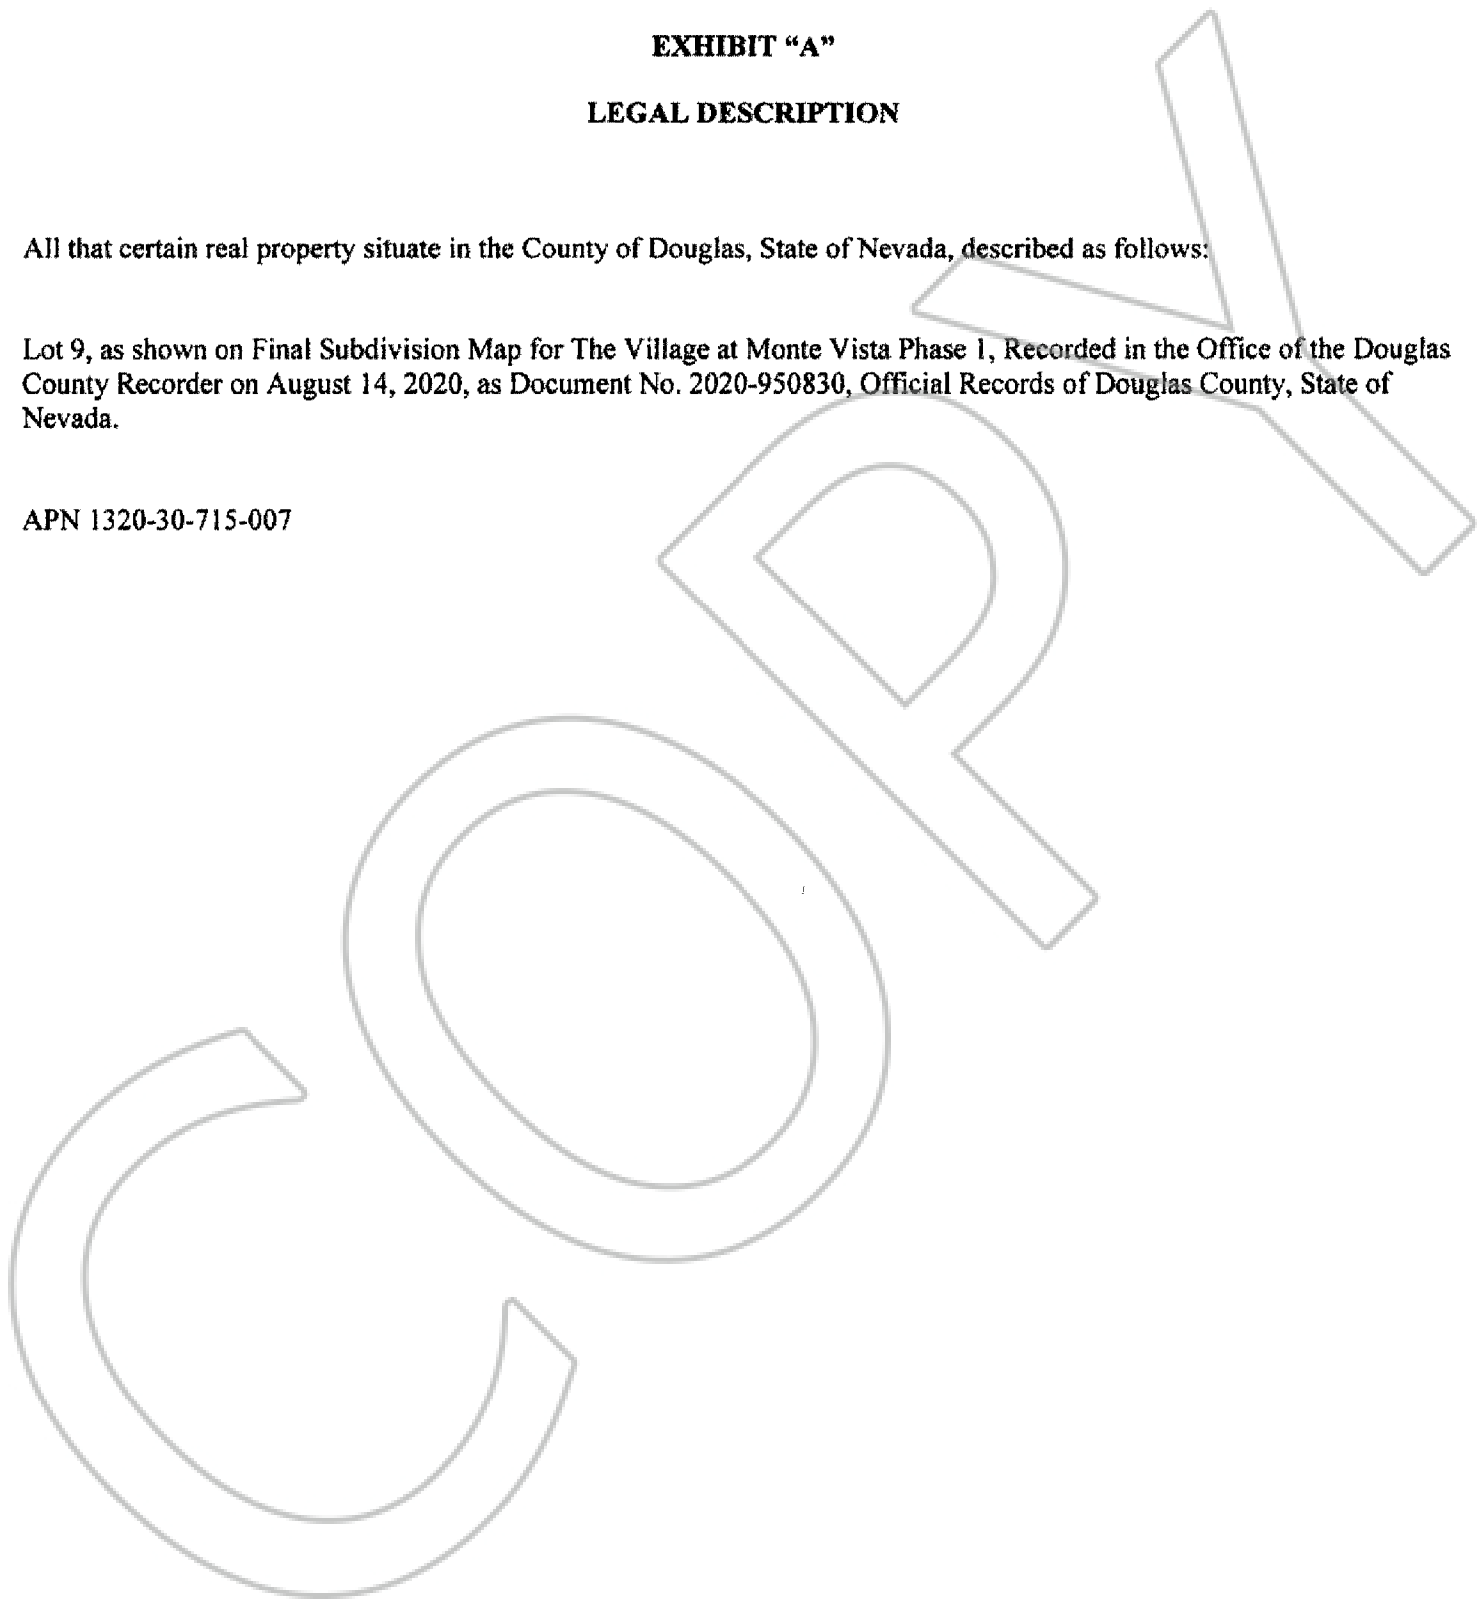 EXHIBIT “A”
LEGAL DESCRIPTION
All that certain real property situate in the County of Douglas, State of Nevada, described as follows:
Lot 9, as shown on Final Subdivision Map for The Village at Monte Vista Phase 1, Recorded in the Office of the Douglas
County Recorder on August 14, 2020, as Document No. 2020-950830, Official Records of Douglas County, State of
Nevada.
APN 1320-30-715-007
COPY